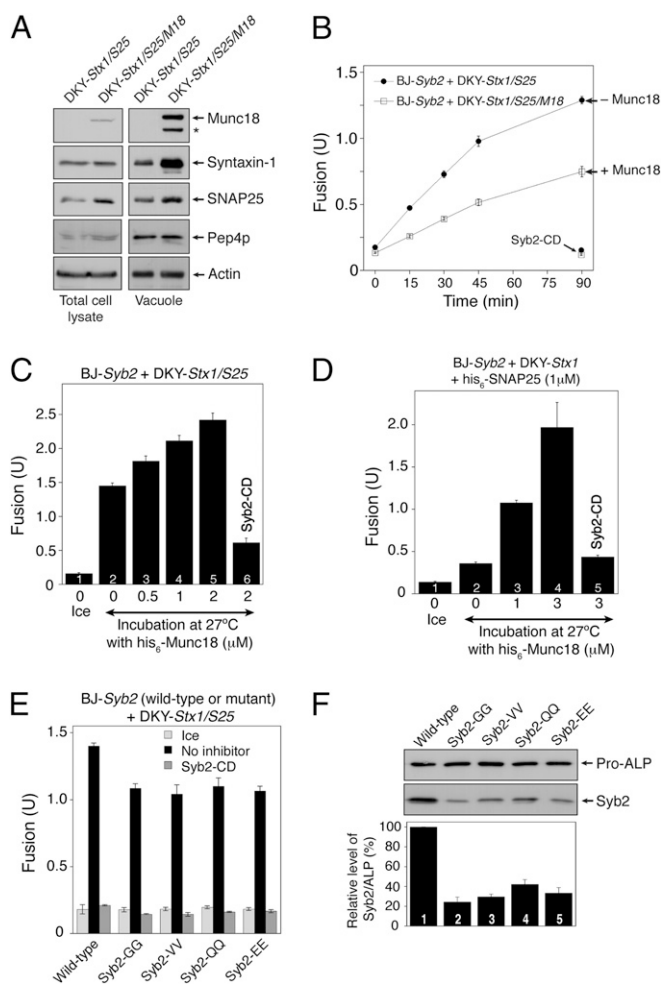 A
DKY-Stx1/S25
DKY-Stx1/S25/M18
DKY-Stx1/S25
DKY-Stx1/S25/M18
Munc18
*
Syntaxin-1
SNAP25
Pep4p
Actin
Total cell
lysate
Vacuole
B
BJ-Syb2 + DKY-Stx1/S25
BJ-Syb2 + DKY-Stx1/S25/M18
– Munc18
+ Munc18
Syb2-CD
Fusion (U)
1.5
1.0
0.5
0
0 15 30 45 60 75 90
Time (min)
C
BJ-Syb2 + DKY-Stx1/S25
Fusion (U)
2.5
2.0
1.5
1.0
0.5
0
Syb2-CD
1 2 3 4 5 6
0 0 0.5 1 2 2
Ice
Incubation at 27°C
with his6-Munc18 (μM)
D
BJ-Syb2 + DKY-Stx1
+ his6-SNAP25 (1μM)
Fusion (U)
2.0
1.5
1.0
0.5
0
Syb2-CD
1 2 3 4 5
0 0 1 3 3
Ice
Incubation at 27°C
with his6-Munc18 (μM)
E
BJ-Syb2 (wild-type or mutant)
+ DKY-Stx1/S25
Ice
No inhibitor
Syb2-CD
Fusion (U)
1.5
1.0
0.5
0
Wild-type
Syb2-GG
Syb2-VV
Syb2-QQ
Syb2-EE
F
Wild-type
Syb2-GG
Syb2-VV
Syb2-QQ
Syb2-EE
Pro-ALP
Syb2
Relative level of
Syb2/ALP (%)
100
80
60
40
20
0
1 2 3 4 5